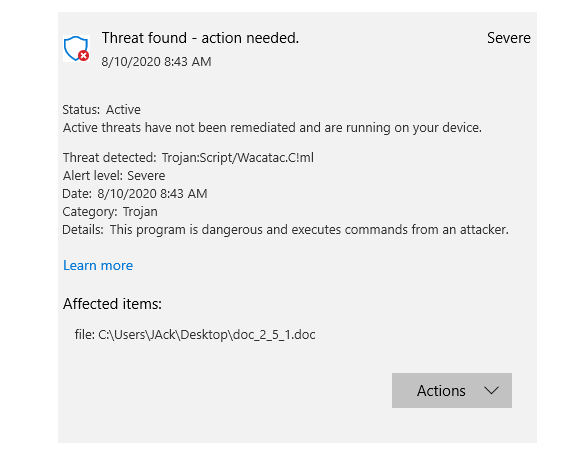 Threat found - action needed.
Severe
8/10/2020 8:43 AM
Status: Active
Active threats have not been remediated and are running on your device.
Threat detected: Trojan:Script/Wacatac.C!ml
Alert level: Severe
Date: 8/10/2020 8:43 AM
Category: Trojan
Details: This program is dangerous and executes commands from an attacker.
Learn more
Affected items:
file: C:\Users\JAck\Desktop\doc_2_5_1.doc
Actions